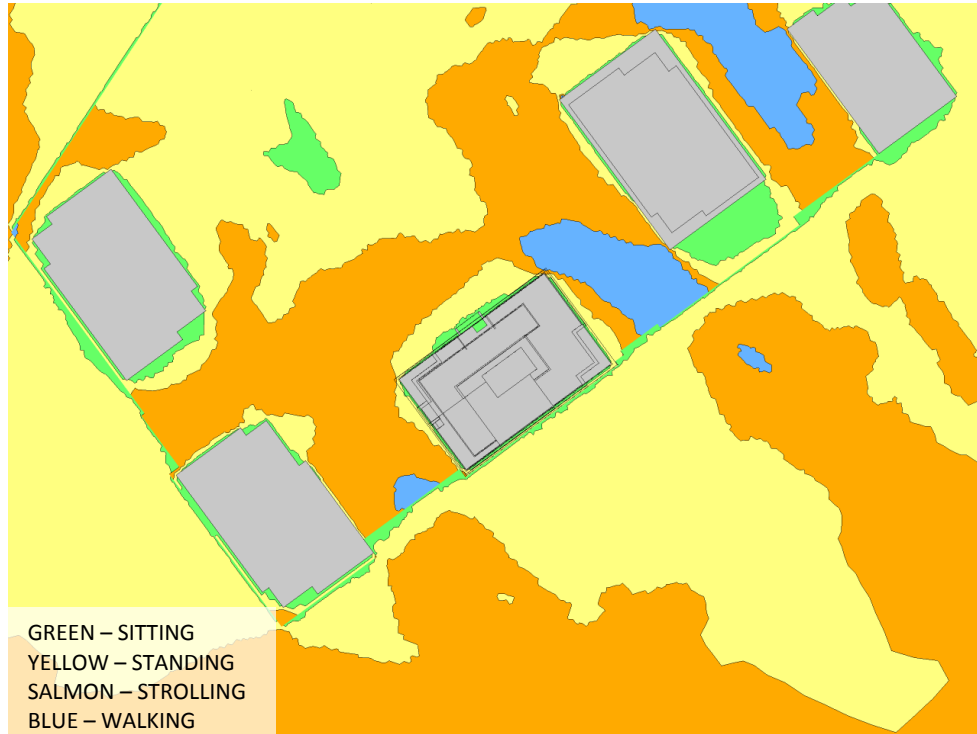 GREEN – SITTING
YELLOW – STANDING
SALMON – STROLLING
BLUE – WALKING